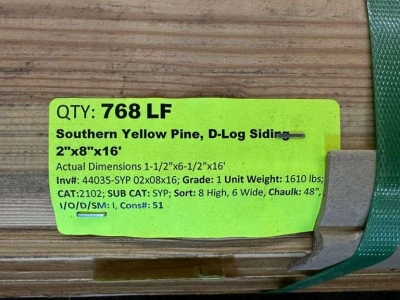 QTY: 768 LF
Southern Yellow Pine, D-Log Siding
2"x8"x16'
Actual Dimensions 1-1/2"x6-1/2"x16'
Inv#: 44035-SYP 02x08x16; Grade: 1 Unit Weight: 1610 lbs;
CAT:2102; SUB CAT: SYP; Sort: 8 High, 6 Wide, Chaulk: 48",
I/O/D/SM: I, Cons#: 51